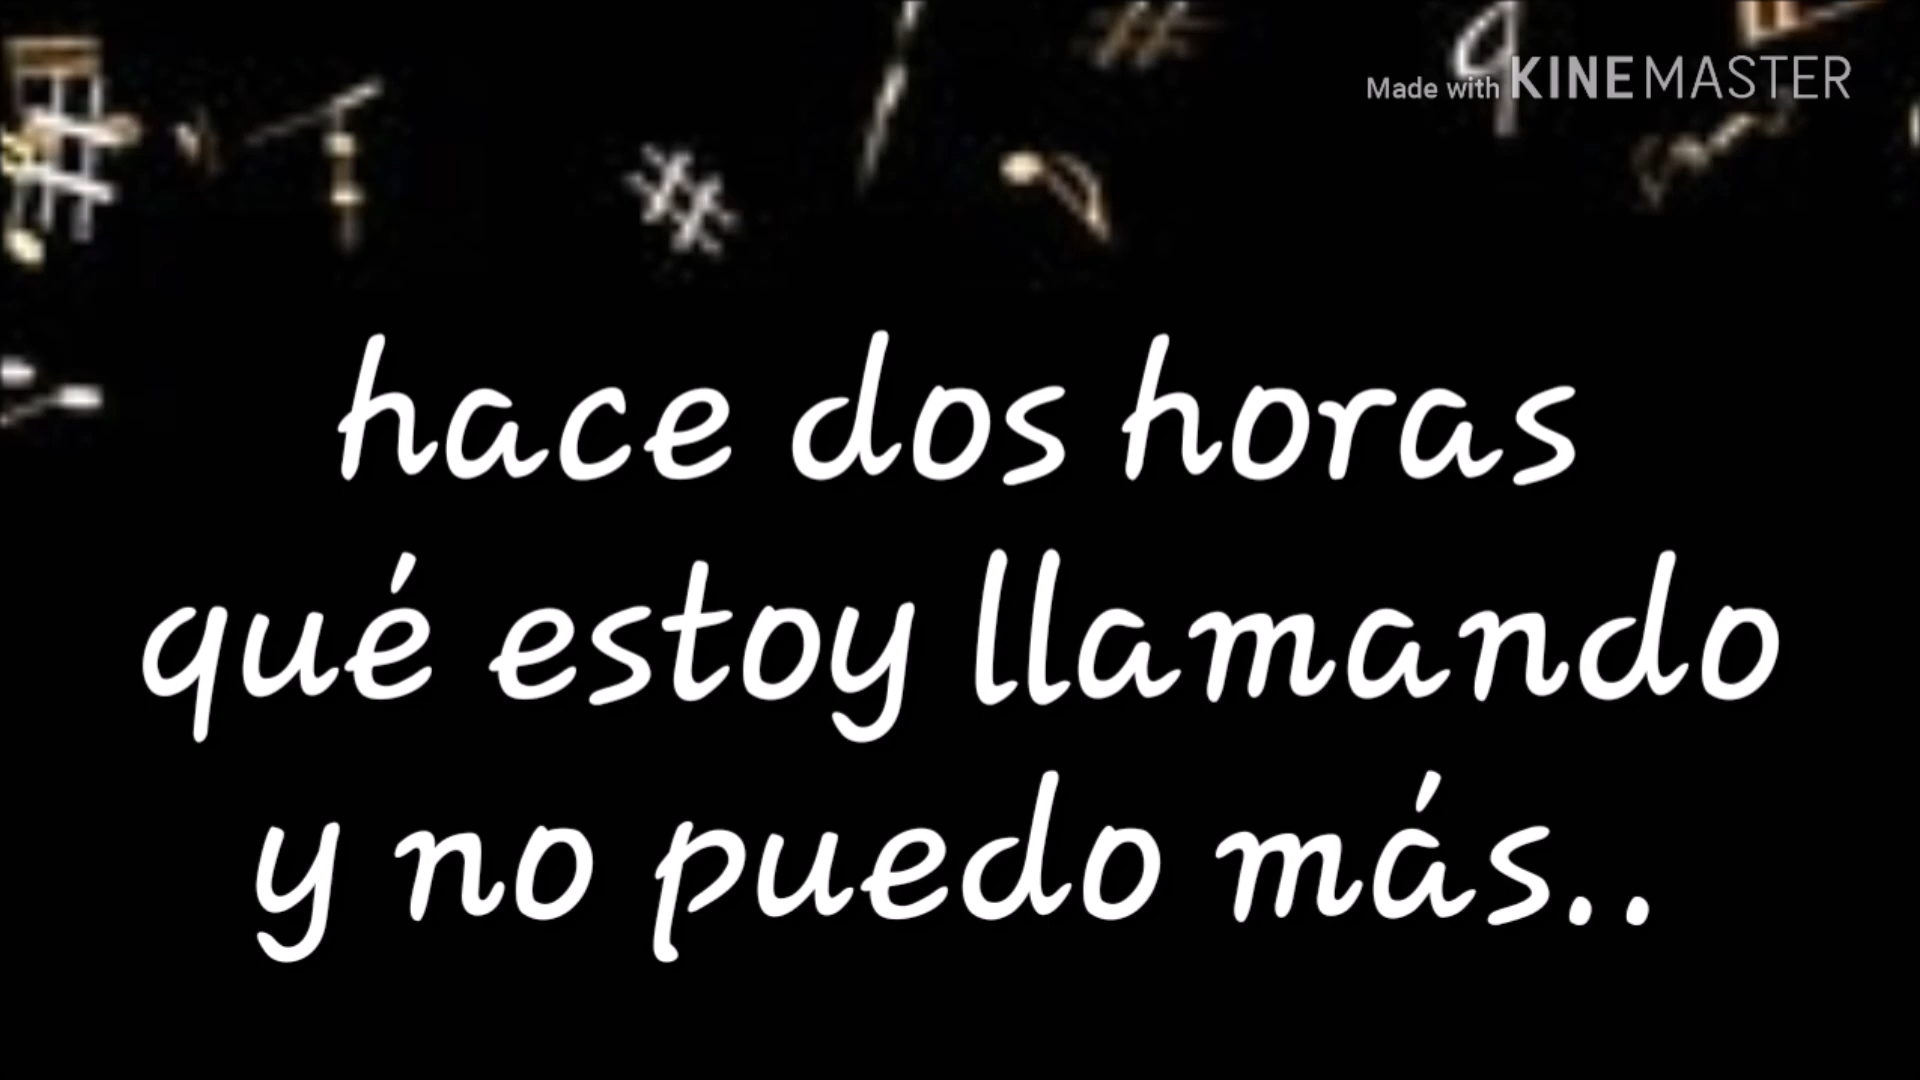 Made with KINEMASTER
hace dos horas
qué estoy llamando
y no puedo más..